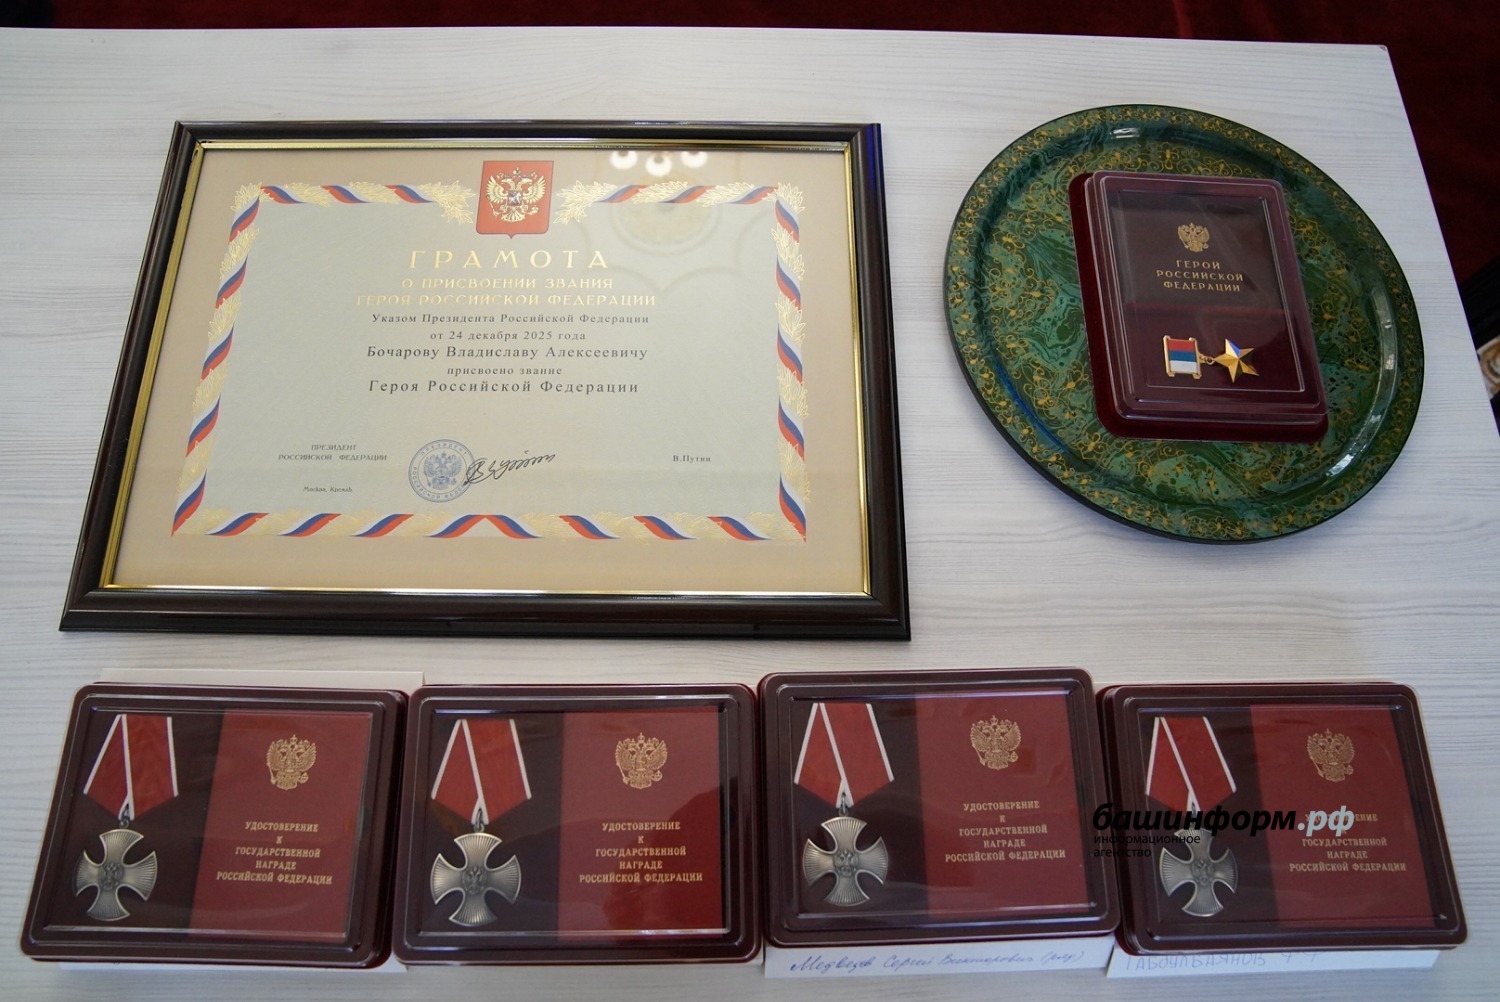 ГРАМОТА
О ПРИСВОЕНИИ ЗВАНИЯ
ГЕРОЯ РОССИЙСКОЙ ФЕДЕРАЦИИ
Указом Президента Российской Федерации
от 24 декабря 2025 года
Бочарову Владиславу Алексеевичу
присвоено звание
Героя Российской Федерации
ПРЕЗИДЕНТ
РОССИЙСКОЙ ФЕДЕРАЦИИ
В.Путин
Москва, Кремль
ГЕРОЙ
РОССИЙСКОЙ
ФЕДЕРАЦИИ
УДОСТОВЕРЕНИЕ
К
ГОСУДАРСТВЕННОЙ
НАГРАДЕ
РОССИЙСКОЙ ФЕДЕРАЦИИ
УДОСТОВЕРЕНИЕ
К
ГОСУДАРСТВЕННОЙ
НАГРАДЕ
РОССИЙСКОЙ ФЕДЕРАЦИИ
УДОСТОВЕРЕНИЕ
К
ГОСУДАРСТВЕННОЙ
НАГРАДЕ
РОССИЙСКОЙ ФЕДЕРАЦИИ
УДОСТОВЕРЕНИЕ
К
ГОСУДАРСТВЕННОЙ
НАГРАДЕ
РОССИЙСКОЙ ФЕДЕРАЦИИ
башинформ.рф
информационное
агентство
Медведев Сергей Викторович